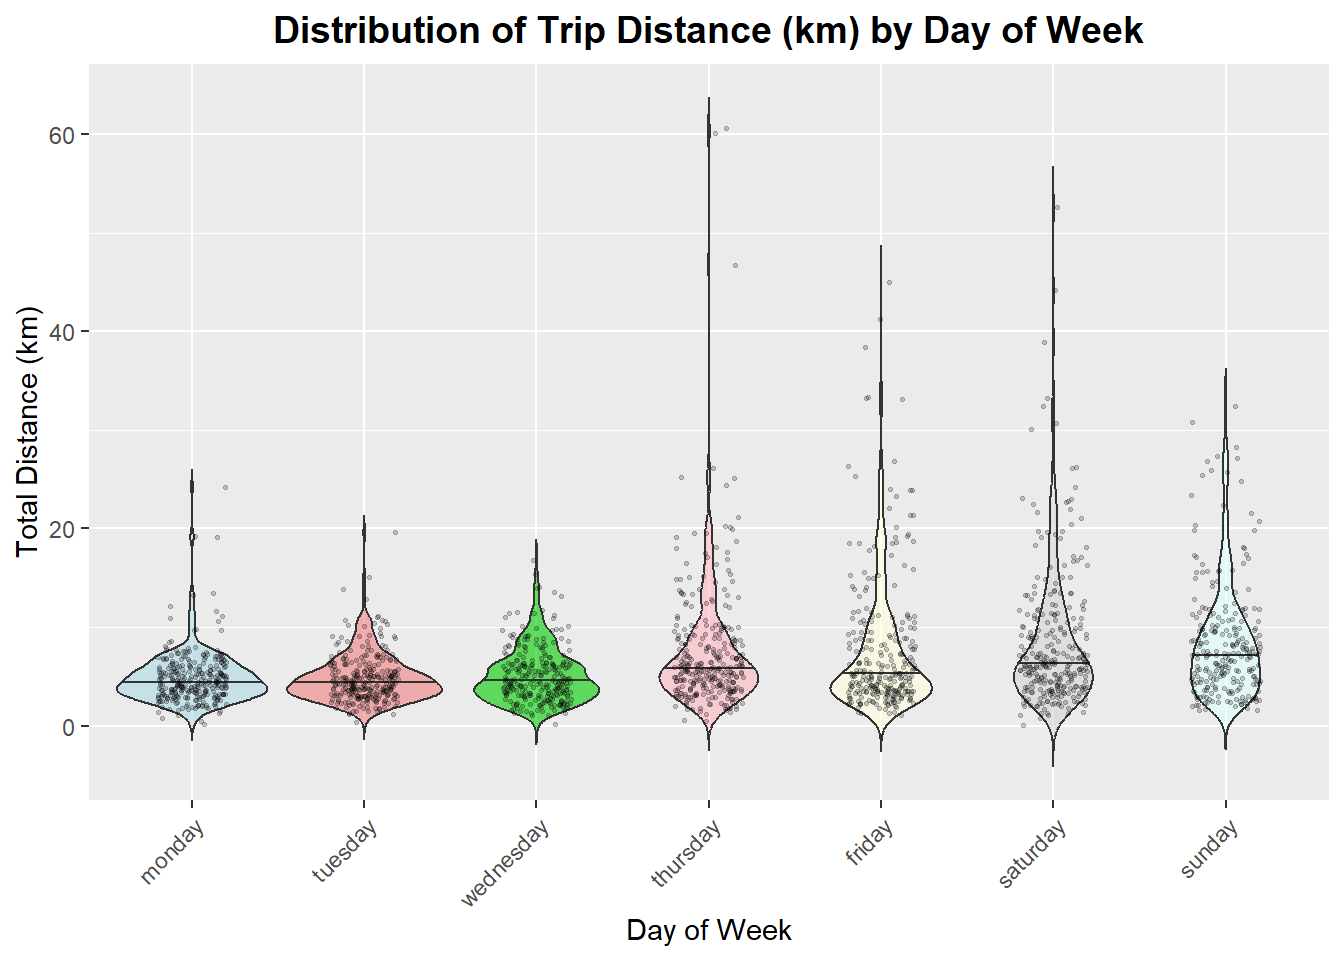 Distribution of Trip Distance (km) by Day of Week
Total Distance (km)
60
40
20
0
monday
tuesday
wednesday
thursday
friday
saturday
sunday
Day of Week